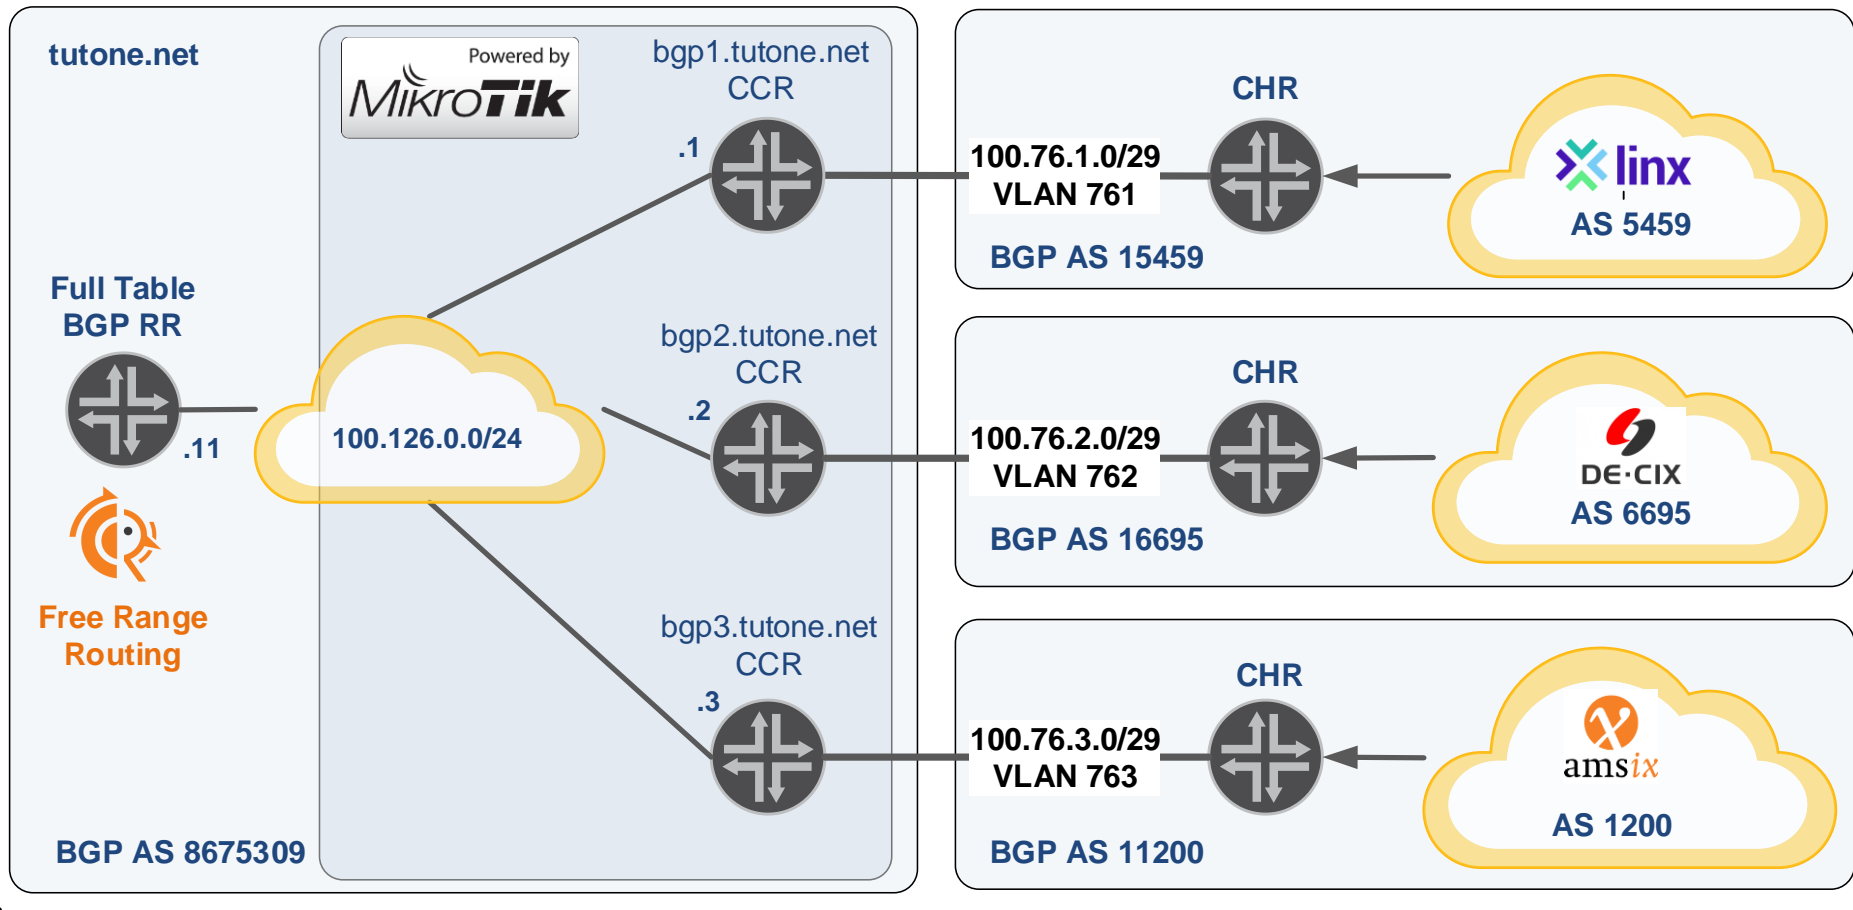 tutone.net
Powered by
MikroTik
bgp1.tutone.net
CCR
.1
100.76.1.0/29
VLAN 761
CHR
BGP AS 15459
linx
AS 5459
Full Table
BGP RR
.11
100.126.0.0/24
Free Range
Routing
BGP AS 8675309
bgp2.tutone.net
CCR
.2
100.76.2.0/29
VLAN 762
CHR
BGP AS 16695
DE-CIX
AS 6695
bgp3.tutone.net
CCR
.3
100.76.3.0/29
VLAN 763
CHR
BGP AS 11200
amsix
AS 1200